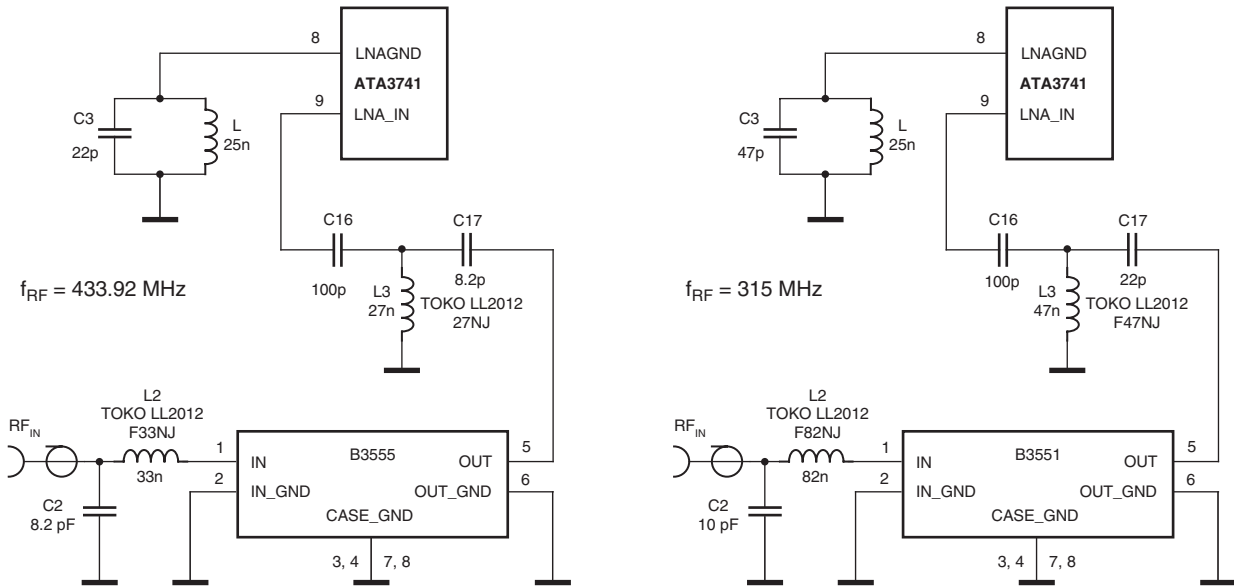 8
LNAGND
ATA3741
9
LNA_IN
C3
22p
L
25n
C16
100p
C17
8.2p
L3
27n
TOKO LL2012
27NJ
fRF = 433.92 MHz
L2
TOKO LL2012
F33NJ
33n
RFIN
C2
8.2 pF
1
IN
2
IN_GND
B3555
OUT
5
OUT_GND
6
CASE_GND
3, 4
7, 8
8
LNAGND
ATA3741
9
LNA_IN
C3
47p
L
25n
C16
100p
C17
22p
L3
47n
TOKO LL2012
F47NJ
fRF = 315 MHz
L2
TOKO LL2012
F82NJ
82n
RFIN
C2
10 pF
1
IN
2
IN_GND
B3551
OUT
5
OUT_GND
6
CASE_GND
3, 4
7, 8